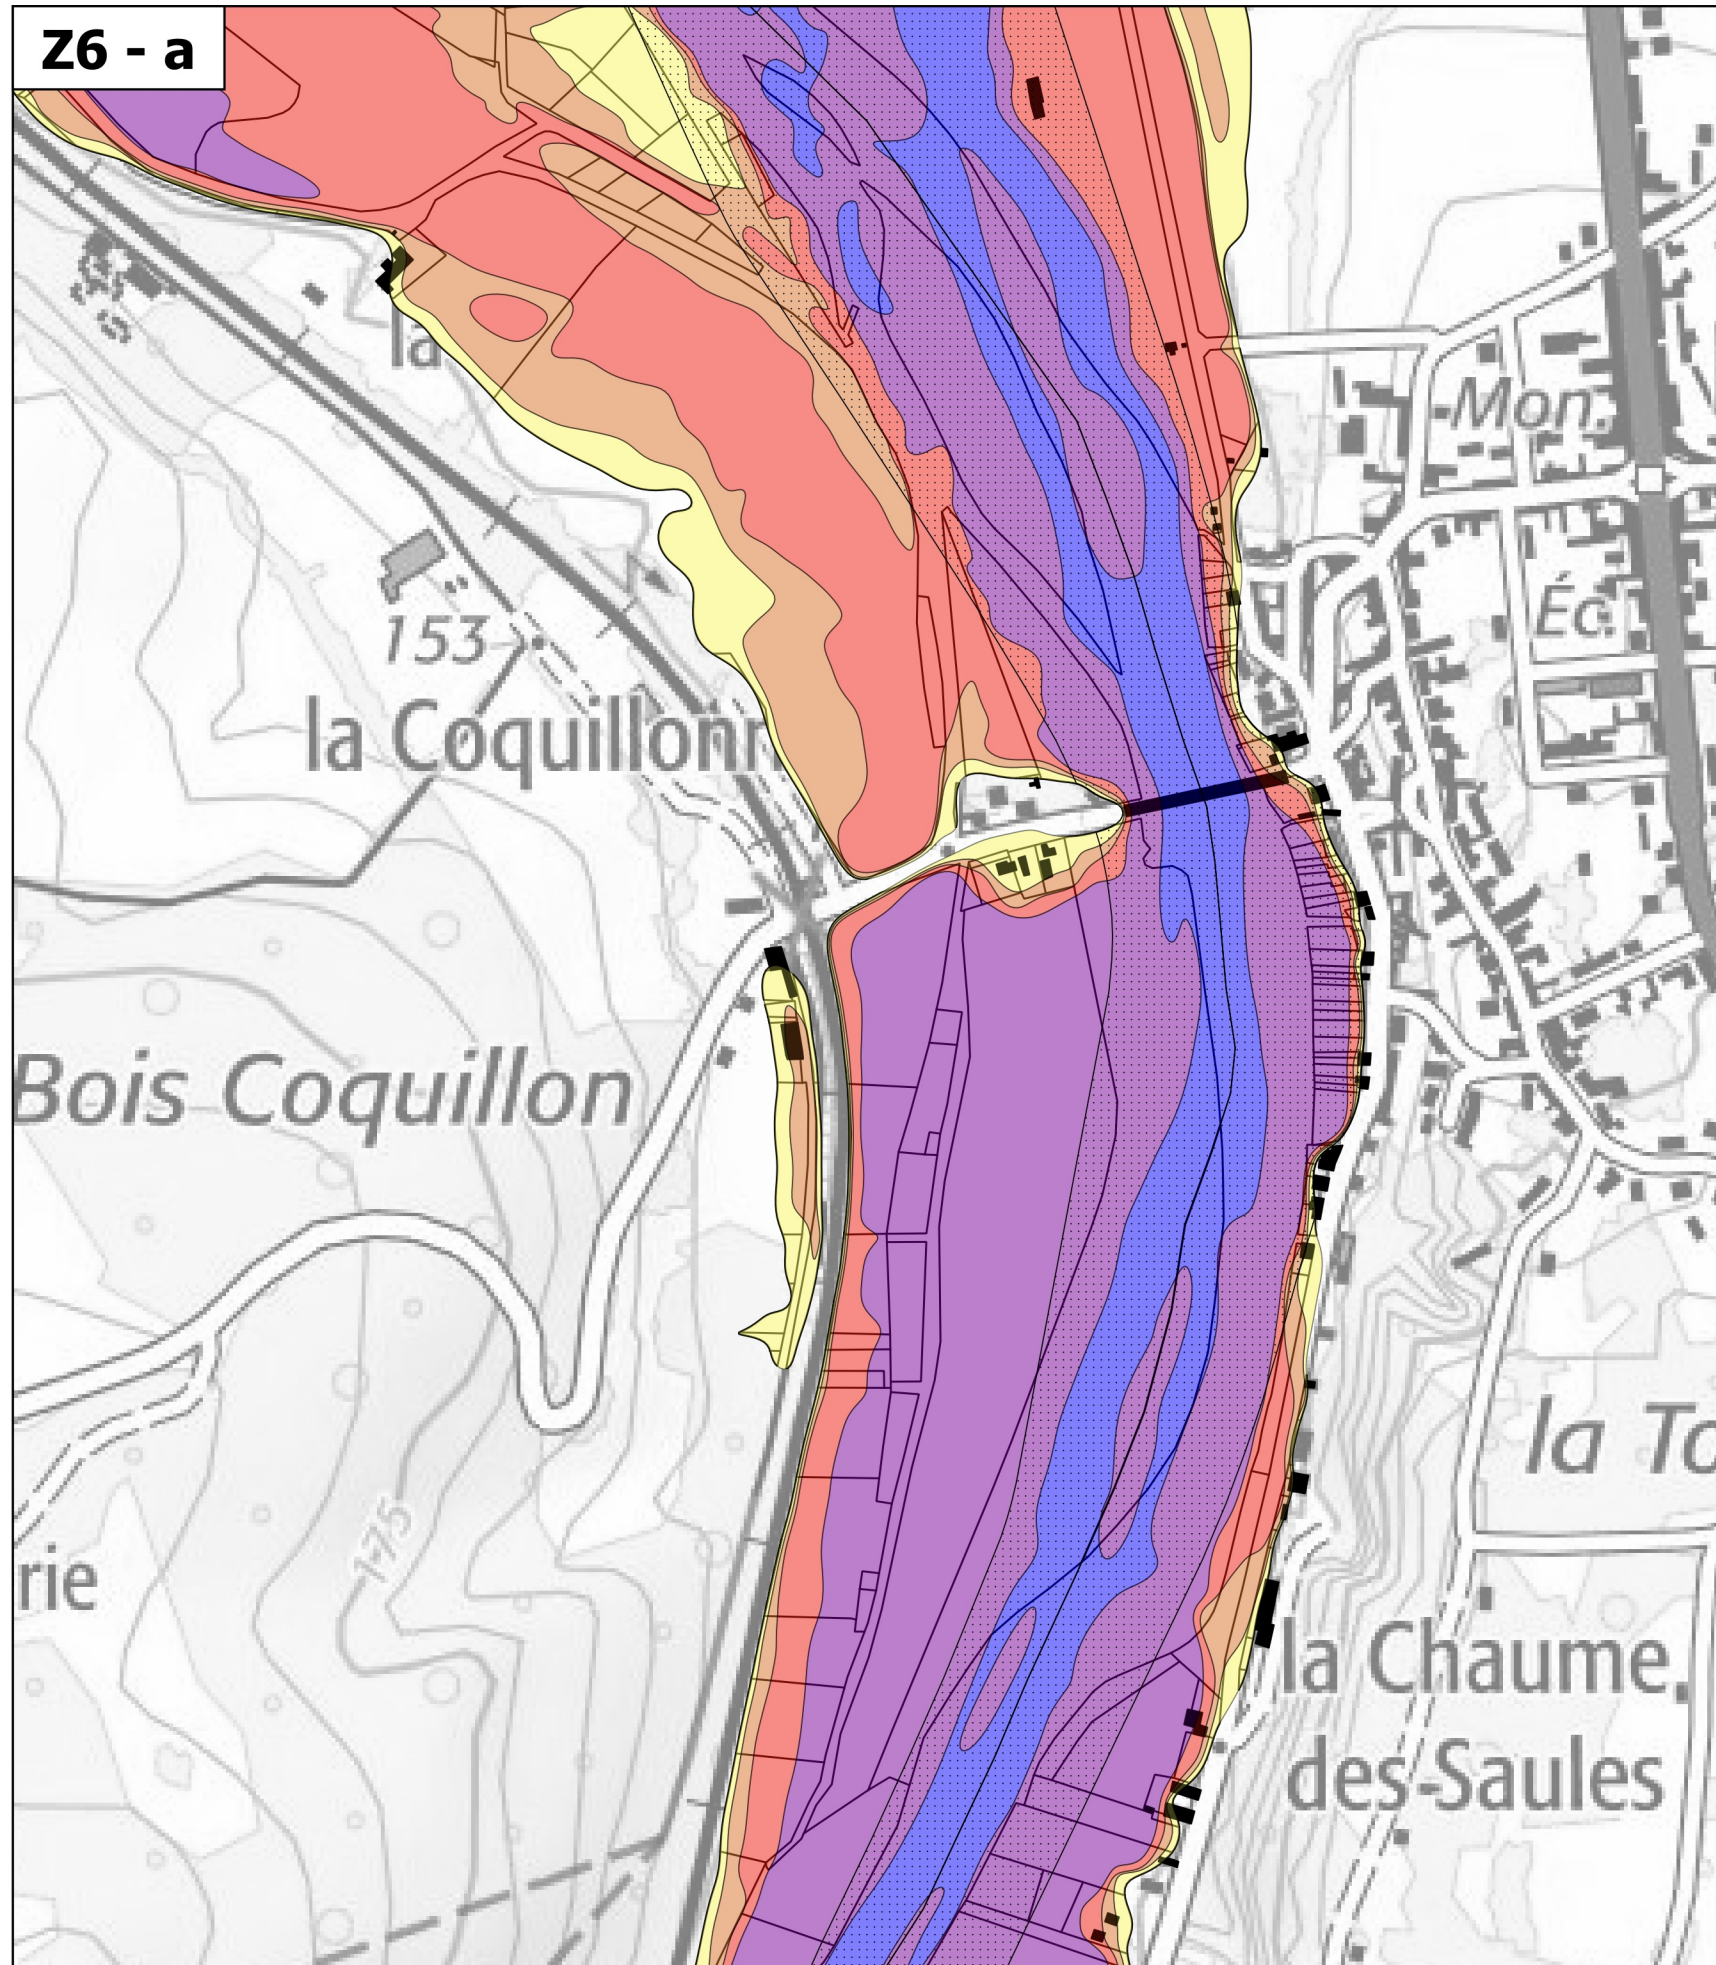 Z6 - a
la
Mon.
Éc.
153
la Coquillonn
Bois Coquillon
la To
175
rie
la Chaume
des-Saules